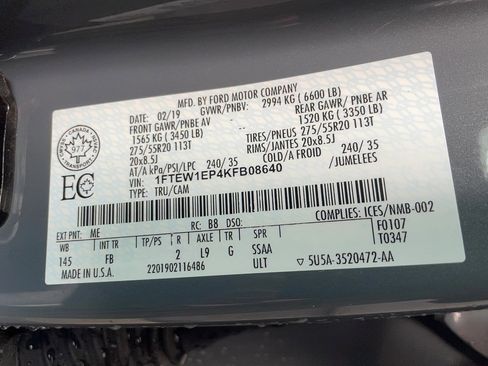 MFD. BY FORD MOTOR COMPANY
DATE: 02/19 GVWR/PNBV: 2994 KG ( 6600 LB)
FRONT GAWR/ PNBE AV REAR GAWR/ PNBE AR
1565 KG ( 3450 LB) 1520 KG ( 3350 LB)
275/55R20 113T TIRES/PNEUS 275/55R20 113T
20x8.5J RIMS/JANTES 20x8.5J
AT/A kPa/PSI/LPC 240/ 35 COLD/A FROID 240/ 35
VIN: 1FTEW1EP4KFB08640 /JUMELEES
TYPE: TRU/CAM
977
CANADA
EC
EXT PNT: ME RC: B8 DSO: COMPLIES: ICES/NMB-002
WB INT TR TP/PS R AXLE TR SPR F0107
145 FB 2 L9 G SSAA T0347
MADE IN U.S.A. 2201902116486 ULT ▽ 5U5A-3520472-AA